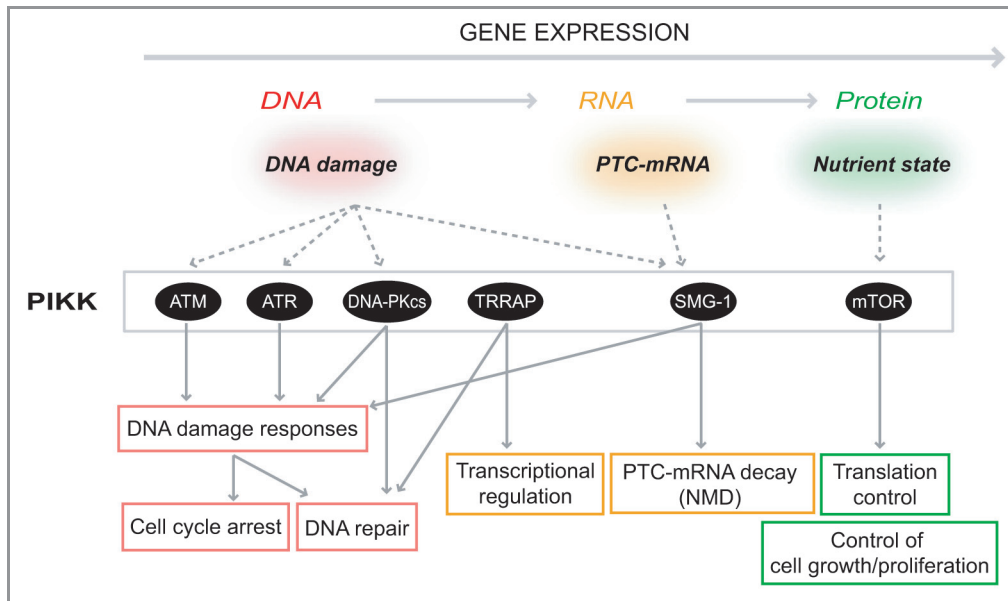 GENE EXPRESSION
DNA RNA Protein
DNA damage PTC-mRNA Nutrient state
PIKK ATM ATR DNA-PKcs TRRAP SMG-1 mTOR
DNA damage responses
Transcriptional
regulation
PTC-mRNA decay
(NMD)
Translation
control
Cell cycle arrest
DNA repair
Control of
cell growth/proliferation